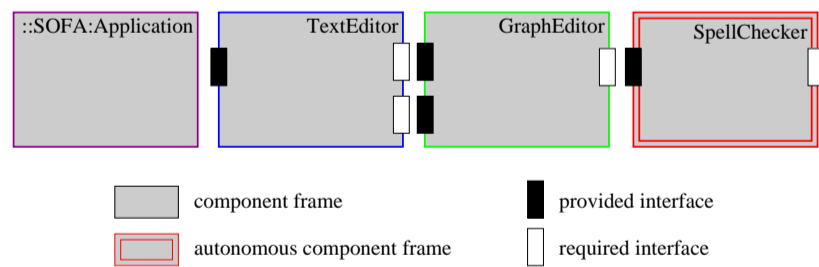 ::SOFA:Application
TextEditor
GraphEditor
SpellChecker
component frame
provided interface
autonomous component frame
required interface